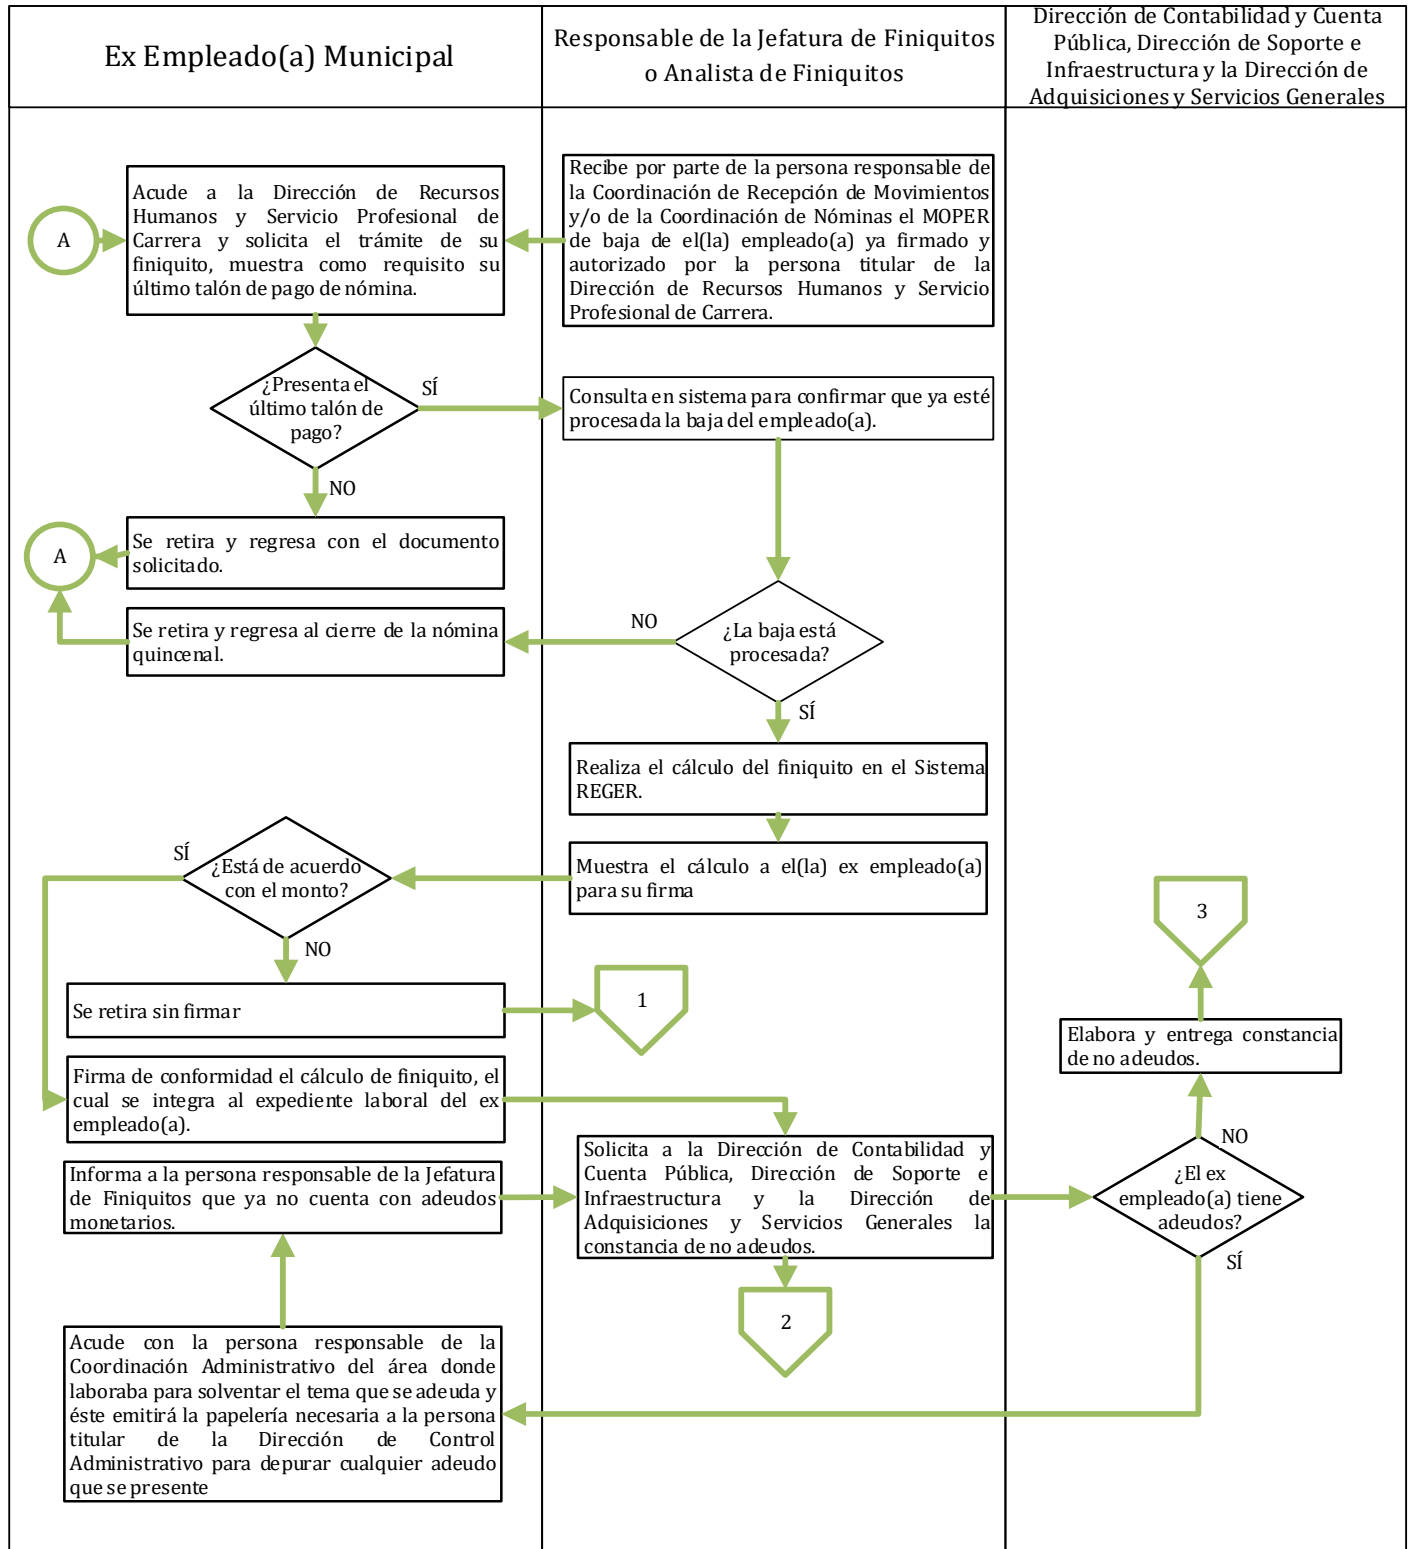 Ex Empleado(a) Municipal
Responsable de la Jefatura de Finiquitos
o Analista de Finiquitos
Dirección de Contabilidad y Cuenta
Pública, Dirección de Soporte e
Infraestructura y la Dirección de
Adquisiciones y Servicios Generales
A
Acude a la Dirección de Recursos
Humanos y Servicio Profesional de
Carrera y solicita el trámite de su
finiquito, muestra como requisito su
último talón de pago de nómina.
Recibe por parte de la persona responsable de
la Coordinación de Recepción de Movimientos
y/o de la Coordinación de Nóminas el MOPER
de baja de el(la) empleado(a) ya firmado y
autorizado por la persona titular de la
Dirección de Recursos Humanos y Servicio
Profesional de Carrera.
¿Presenta el
último talón de
pago?
SÍ
NO
Consulta en sistema para confirmar que ya esté
procesada la baja del empleado(a).
A
Se retira y regresa con el documento
solicitado.
Se retira y regresa al cierre de la nómina
quincenal.
NO
¿La baja está
procesada?
SÍ
Realiza el cálculo del finiquito en el Sistema
REGER.
Muestra el cálculo a el(la) ex empleado(a)
para su firma
SÍ
¿Está de acuerdo
con el monto?
NO
Se retira sin firmar
1
3
Elabora y entrega constancia
de no adeudos.
Firma de conformidad el cálculo de finiquito, el
cual se integra al expediente laboral del ex
empleado(a).
Informa a la persona responsable de la Jefatura
de Finiquitos que ya no cuenta con adeudos
monetarios.
Solicita a la Dirección de Contabilidad y
Cuenta Pública, Dirección de Soporte e
Infraestructura y la Dirección de
Adquisiciones y Servicios Generales la
constancia de no adeudos.
NO
¿El ex
empleado(a) tiene
adeudos?
SÍ
2
Acude con la persona responsable de la
Coordinación Administrativo del área donde
laboraba para solventar el tema que se adeuda y
éste emitirá la papelería necesaria a la persona
titular de la Dirección de Control
Administrativo para depurar cualquier adeudo
que se presente